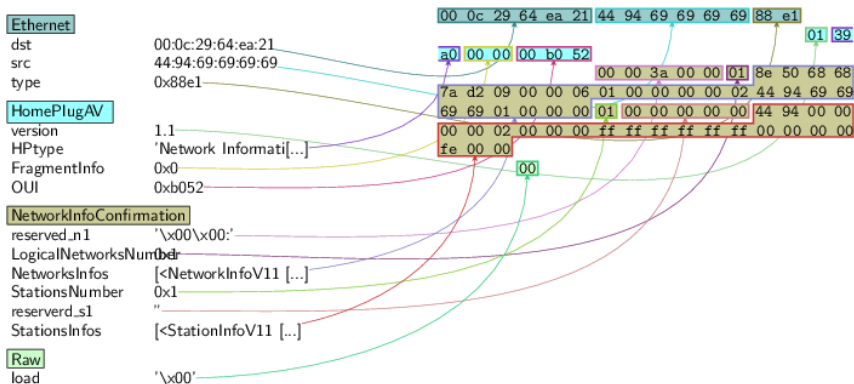 Ethernet
dst 00:0c:29:64:ea:21
src 44:94:69:69:69:69
type 0x88e1
HomePlugAV
version 1.1
HPtype 'Network Informati[...]
FragmentInfo 0x0
OUI 0xb052
NetworkInfoConfirmation
reserved_n1 '\x00\x00:'
LogicalNetworksNumber 0x1
NetworksInfos [<NetworkInfoV11 [...]
StationsNumber 0x1
reserverd_s1 ''
StationsInfos [<StationInfoV11 [...]
Raw
load '\x00'
00 0c 29 64 ea 21 44 94 69 69 69 69 88 e1
01 39
a0 00 00 00 b0 52
00 00 3a 00 00 01 8e 50 68 68
7a d2 09 00 00 06 01 00 00 00 00 02 44 94 69 69
69 69 01 00 00 00 01 00 00 00 00 00 44 94 00 00
00 00 02 00 00 00 ff ff ff ff ff ff 00 00 00 00
fe 00 00
00